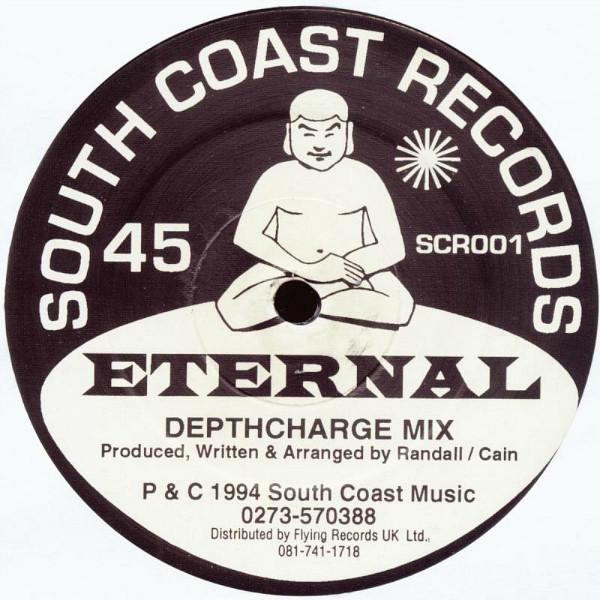 SOUTH COAST RECORDS
45
SCR001
ETERNAL
DEPTHCHARGE MIX
Produced, Written & Arranged by Randall / Cain
P & C 1994 South Coast Music
0273-570388
Distributed by Flying Records UK Ltd.,
081-741-1718